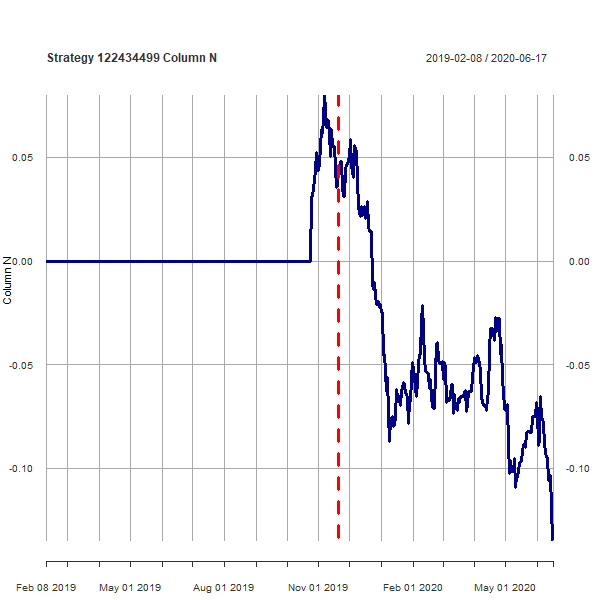 Strategy 122434499 Column N
2019-02-08 / 2020-06-17
0.05
0.05
0.00
0.00
Column N
-0.05
-0.05
-0.10
-0.10
Feb 08 2019
May 01 2019
Aug 01 2019
Nov 01 2019
Feb 01 2020
May 01 2020